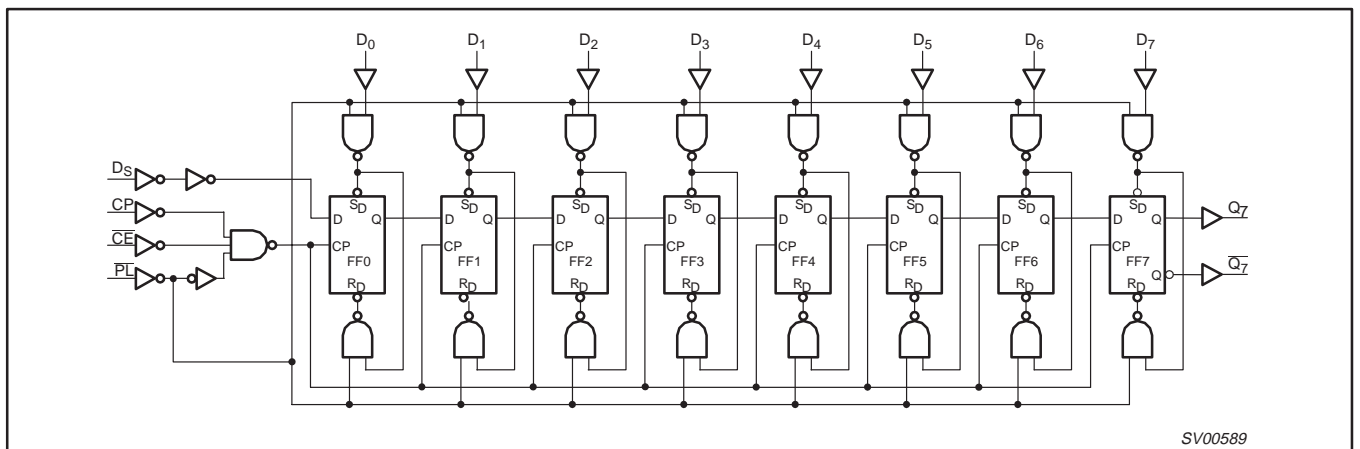 D0 D1 D2 D3 D4 D5 D6 D7
DS
SD SD SD SD SD SD SD SD
CP D Q D Q D Q D Q D Q D Q D Q D Q Q7
CE CP CP CP CP CP CP CP CP
FF0 FF1 FF2 FF3 FF4 FF5 FF6 FF7
PL Q Q7
RD RD RD RD RD RD RD RD
SV00589